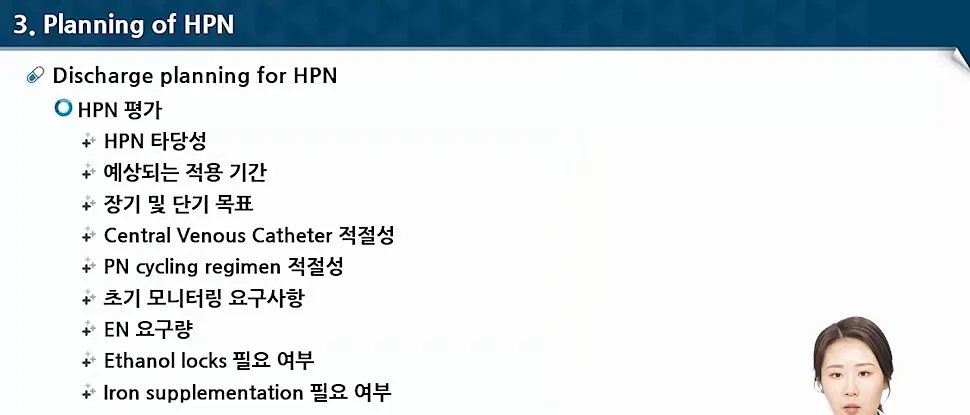 3. Planning of HPN
Discharge planning for HPN
HPN 평가
HPN 타당성
예상되는 적용 기간
장기 및 단기 목표
Central Venous Catheter 적절성
PN cycling regimen 적절성
초기 모니터링 요구사항
EN 요구량
Ethanol locks 필요 여부
Iron supplementation 필요 여부